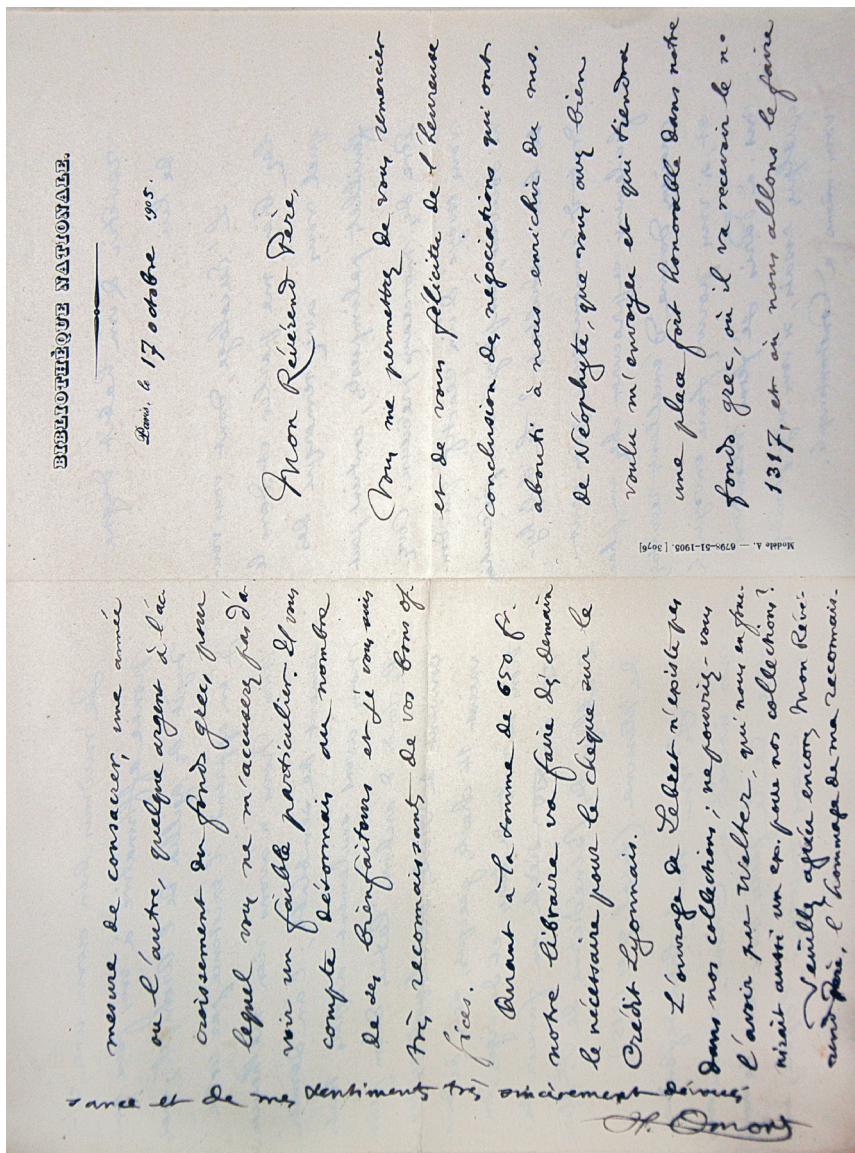 BIBLIOTHÈQUE NATIONALE.
Paris, le 17 octobre 1905.
Mon Révérend Père,
Vous me permettrez de vous remercier
et de vous féliciter de l'heureuse
conclusion des négociations qui ont
abouti à nous enrichir du ms.
de Néophyte, que vous avez bien
voulu m'envoyer et qui tiendra
une place fort honorable dans notre
fonds grec, où il va recevoir le no
1317, et où nous allons le faire
Modèle A. — 6798-51-1905. [3076]
mesure de consacrer, une année
ou l'autre, quelque argent à l'ac-
croissement du fonds grec, pour
lequel vous ne m'accuserez pas d'a-
voir un faible particulier. Il vous
compte désormais au nombre
de ses bienfaiteurs et je vous suis
très reconnaissant de vos bons of-
fices.
Quant à la somme de 650 fr.
notre libraire va faire dès demain
le nécessaire pour le chèque sur le
Crédit Lyonnais.
L'ouvrage de Lebret n'existe pas
dans nos collections; ne pourriez-vous
l'avoir par Welter, qui nous en four-
nirait aussi un ex. pour nos collections?
Veuillez agréer encore, Mon Révé-
rend Père, l'hommage de ma reconnais-
sance et de mes sentiments très sincèrement dévoués
H. Omont